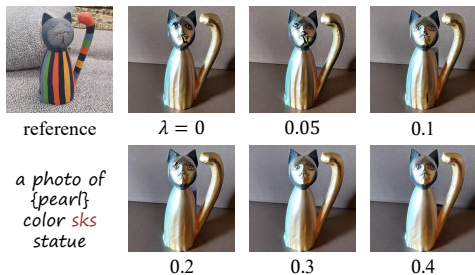 reference
λ = 0
0.05
0.1
a photo of
{pearl}
color sks
statue
0.2
0.3
0.4